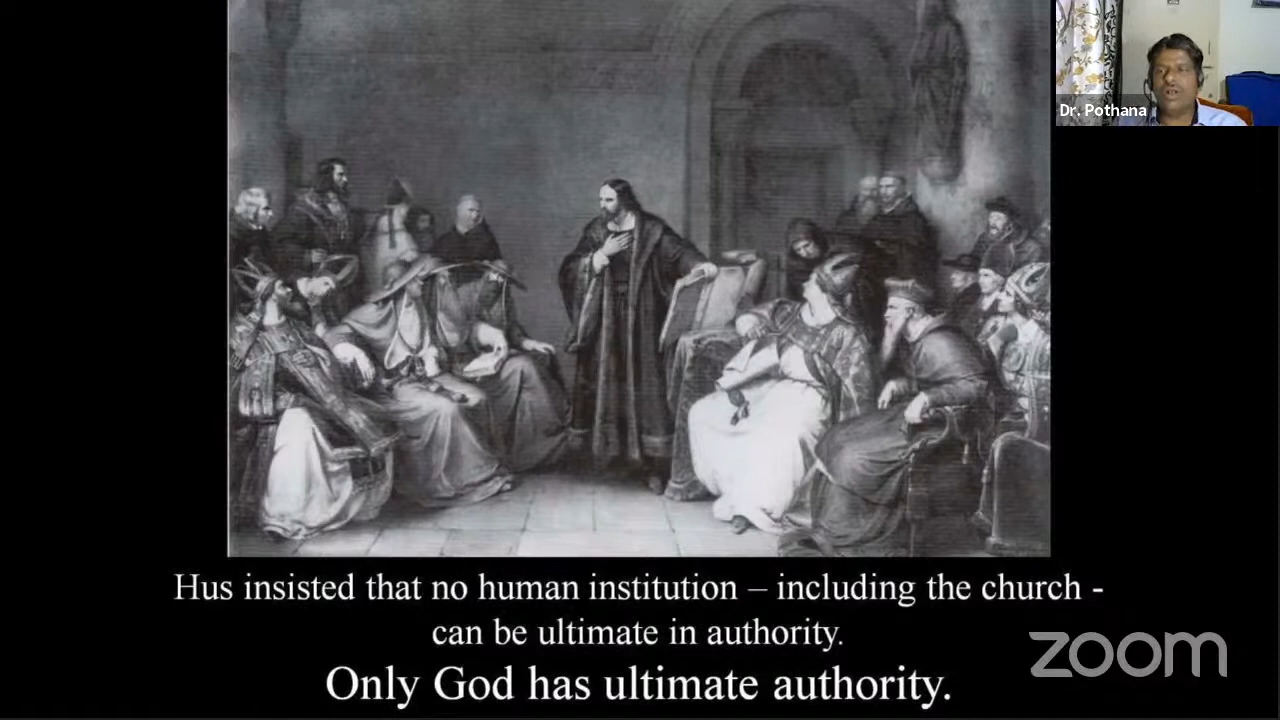 Dr. Pothana
Hus insisted that no human institution – including the church -
can be ultimate in authority.
Only God has ultimate authority.
zoom